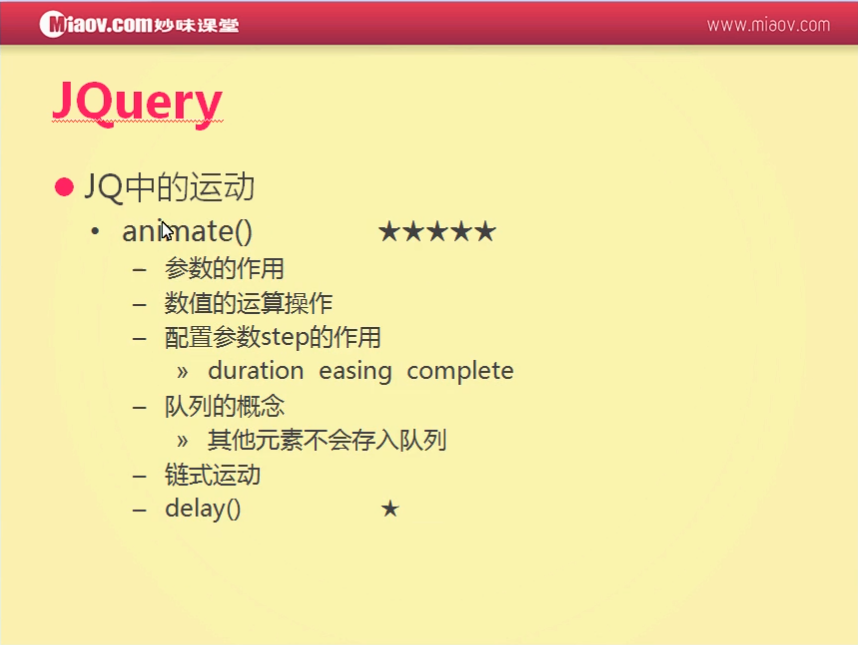 Miaov.com妙味课堂
www.miaov.com
JQuery
● JQ中的运动
• animate() ★★★★★
– 参数的作用
– 数值的运算操作
– 配置参数step的作用
» duration easing complete
– 队列的概念
» 其他元素不会存入队列
– 链式运动
– delay() ★